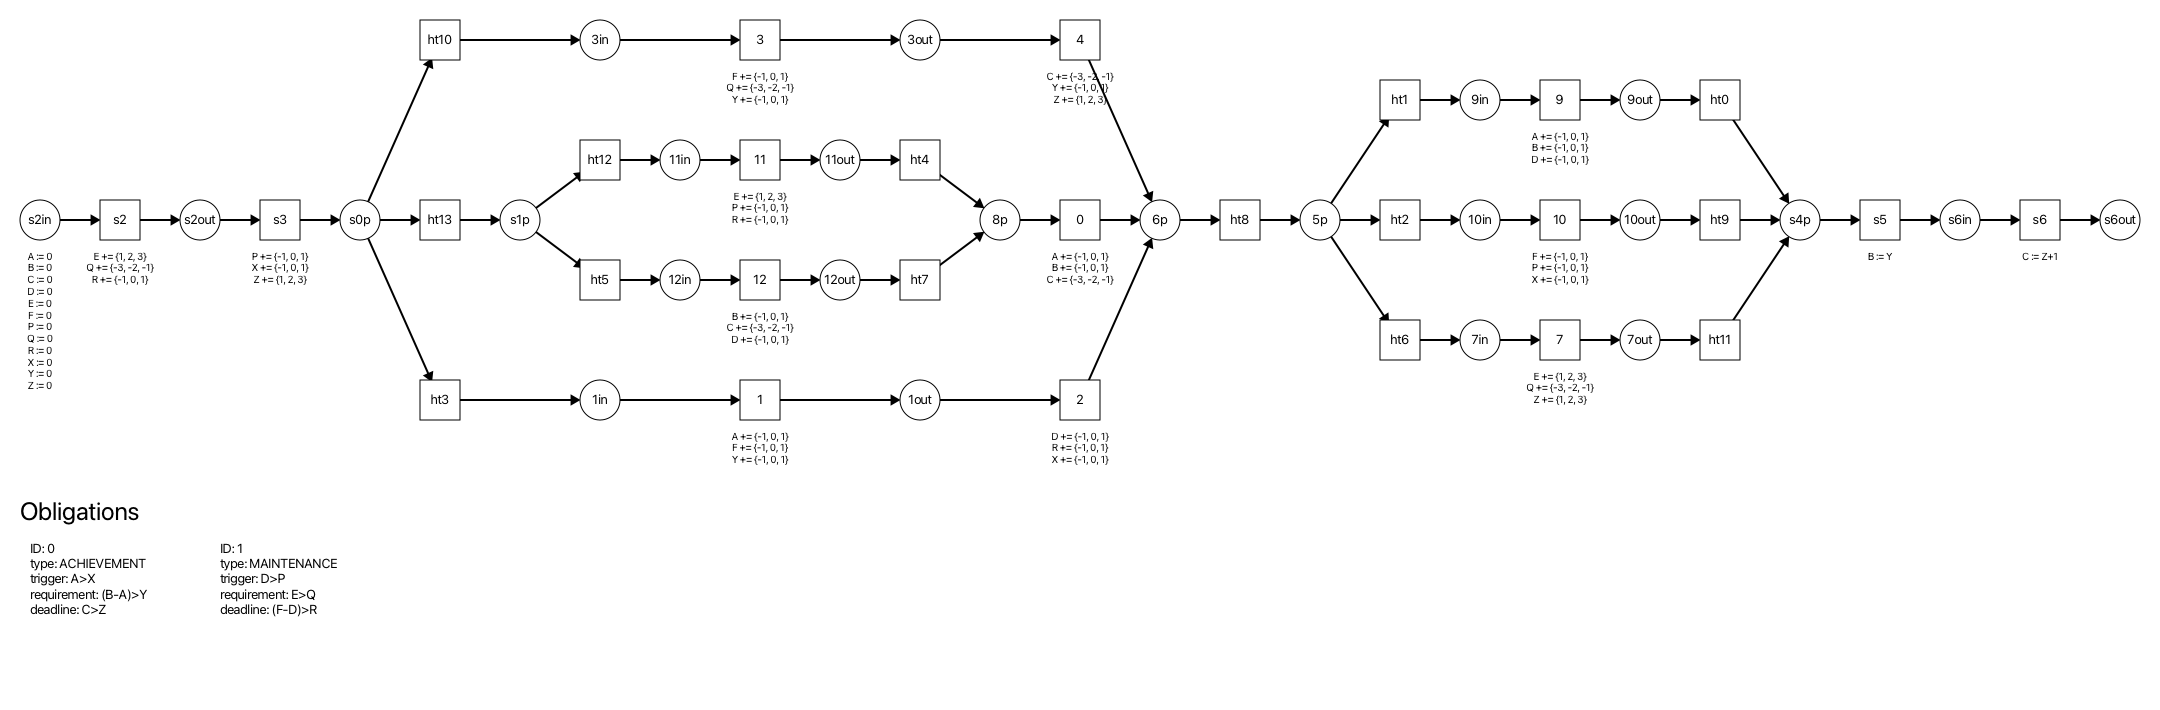 ht10
3in
3
3out
4
F += {-1, 0, 1}
Q += {-3, -2, -1}
Y += {-1, 0, 1}
C += {-3, -2, -1}
Y += {-1, 0, 1}
Z += {1, 2, 3}
ht1
9in
9
9out
ht0
A += {-1, 0, 1}
B += {-1, 0, 1}
D += {-1, 0, 1}
ht12
11in
11
11out
ht4
E += {1, 2, 3}
P += {-1, 0, 1}
R += {-1, 0, 1}
s2in
s2
s2out
s3
s0p
ht13
s1p
8p
0
6p
ht8
5p
ht2
10in
10
10out
ht9
s4p
s5
s6in
s6
s6out
A := 0
B := 0
C := 0
D := 0
E := 0
F := 0
P := 0
Q := 0
R := 0
X := 0
Y := 0
Z := 0
E += {1, 2, 3}
Q += {-3, -2, -1}
R += {-1, 0, 1}
P += {-1, 0, 1}
X += {-1, 0, 1}
Z += {1, 2, 3}
A += {-1, 0, 1}
B += {-1, 0, 1}
C += {-3, -2, -1}
F += {-1, 0, 1}
P += {-1, 0, 1}
X += {-1, 0, 1}
B := Y
C := Z+1
ht5
12in
12
12out
ht7
B += {-1, 0, 1}
C += {-3, -2, -1}
D += {-1, 0, 1}
ht6
7in
7
7out
ht11
E += {1, 2, 3}
Q += {-3, -2, -1}
Z += {1, 2, 3}
ht3
1in
1
1out
2
A += {-1, 0, 1}
F += {-1, 0, 1}
Y += {-1, 0, 1}
D += {-1, 0, 1}
R += {-1, 0, 1}
X += {-1, 0, 1}
Obligations
ID: 0
type: ACHIEVEMENT
trigger: A>X
requirement: (B-A)>Y
deadline: C>Z
ID: 1
type: MAINTENANCE
trigger: D>P
requirement: E>Q
deadline: (F-D)>R